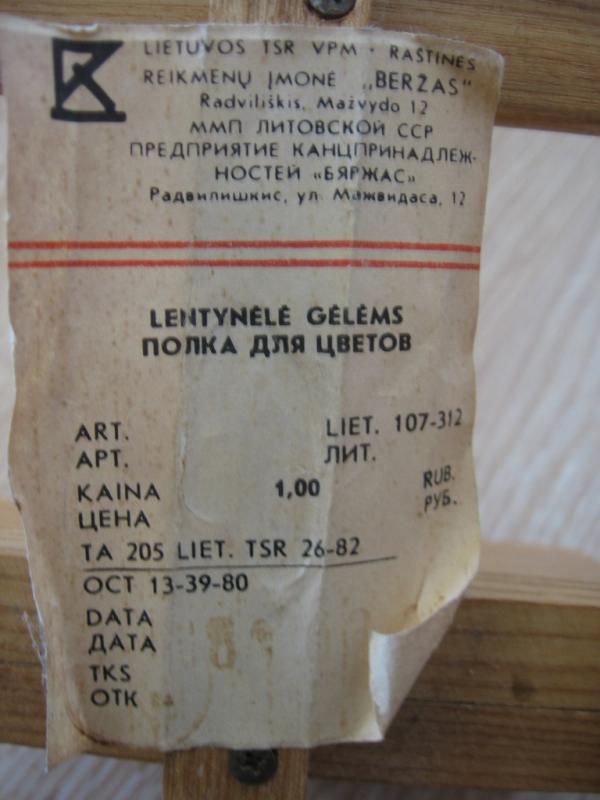 LIETUVOS TSR VPM · RAŠTINĖS
REIKMENŲ ĮMONĖ „BERŽAS"
Radviliškis, Mažvydo 12
ММП ЛИТОВСКОЙ ССР
ПРЕДПРИЯТИЕ КАНЦПРИНАДЛЕЖ-
НОСТЕЙ «БЯРЖАС»
Радвилишкис, ул. Мажвидаса, 12
LENTYNĖLĖ GĖLĖMS
ПОЛКА ДЛЯ ЦВЕТОВ
ART. LIET. 107-312
АРТ. ЛИТ.
KAINA 1,00 RUB.
ЦЕНА РУБ.
TA 205 LIET. TSR 26-82
ОСТ 13-39-80
DATA
ДАТА
TKS
ОТК